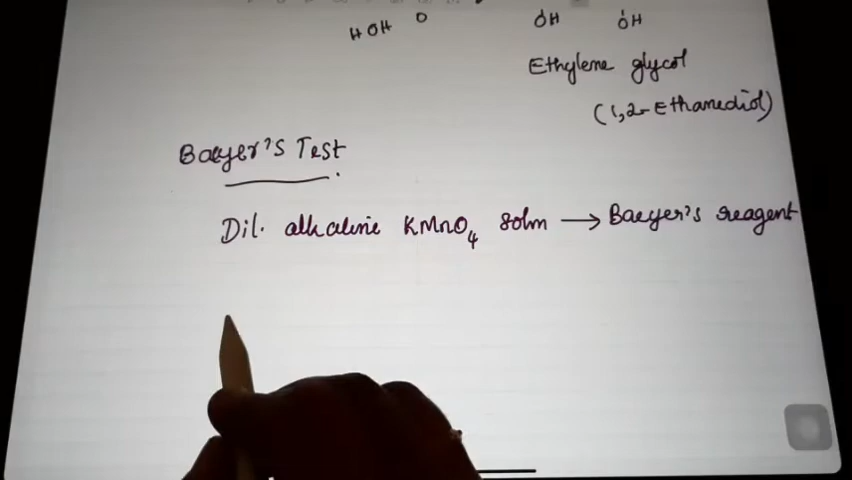 HOH O OH OH
Ethylene glycol
(1,2-Ethanediol)
Baeyer's Test
Dil. alkaline KMnO4 soln → Baeyer's reagent